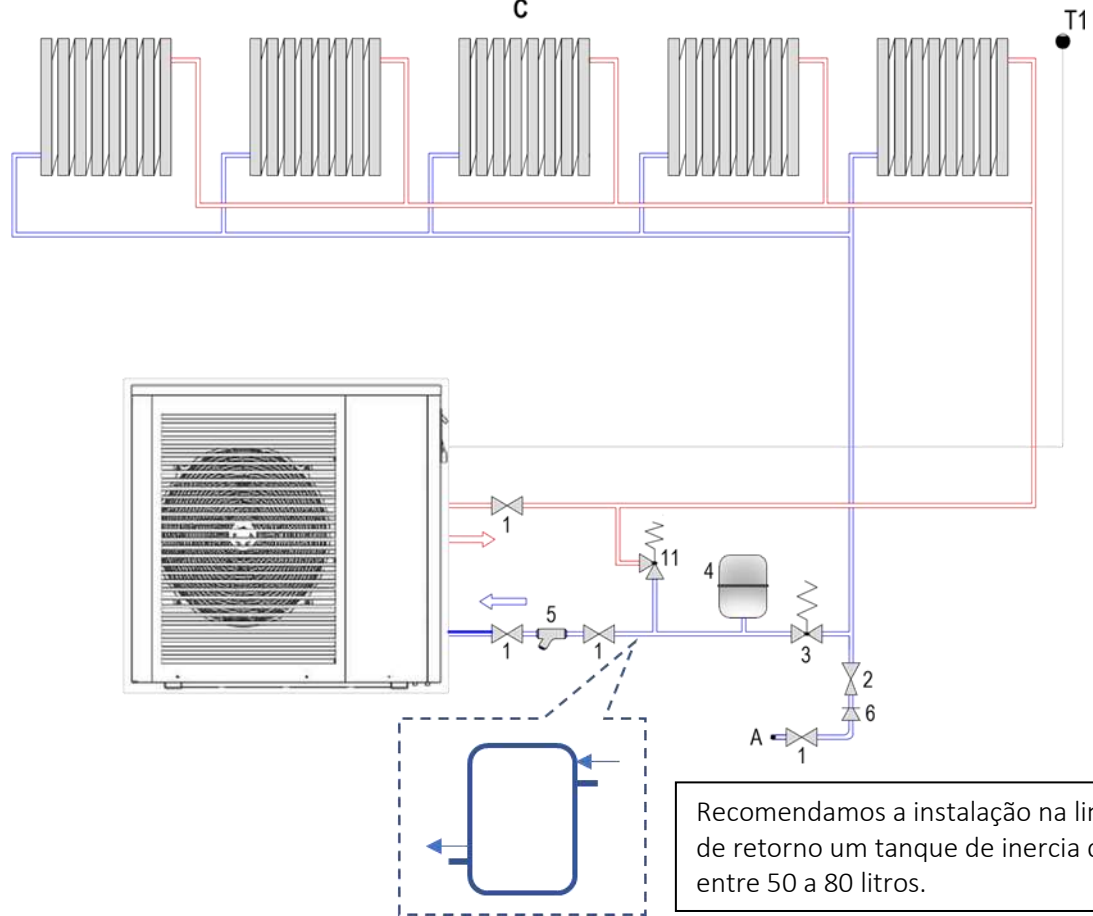 C
T1
1
11
4
5
1
1
3
2
6
A
1
Recomendamos a instalação na
de retorno um tanque de inercia
entre 50 a 80 litros.